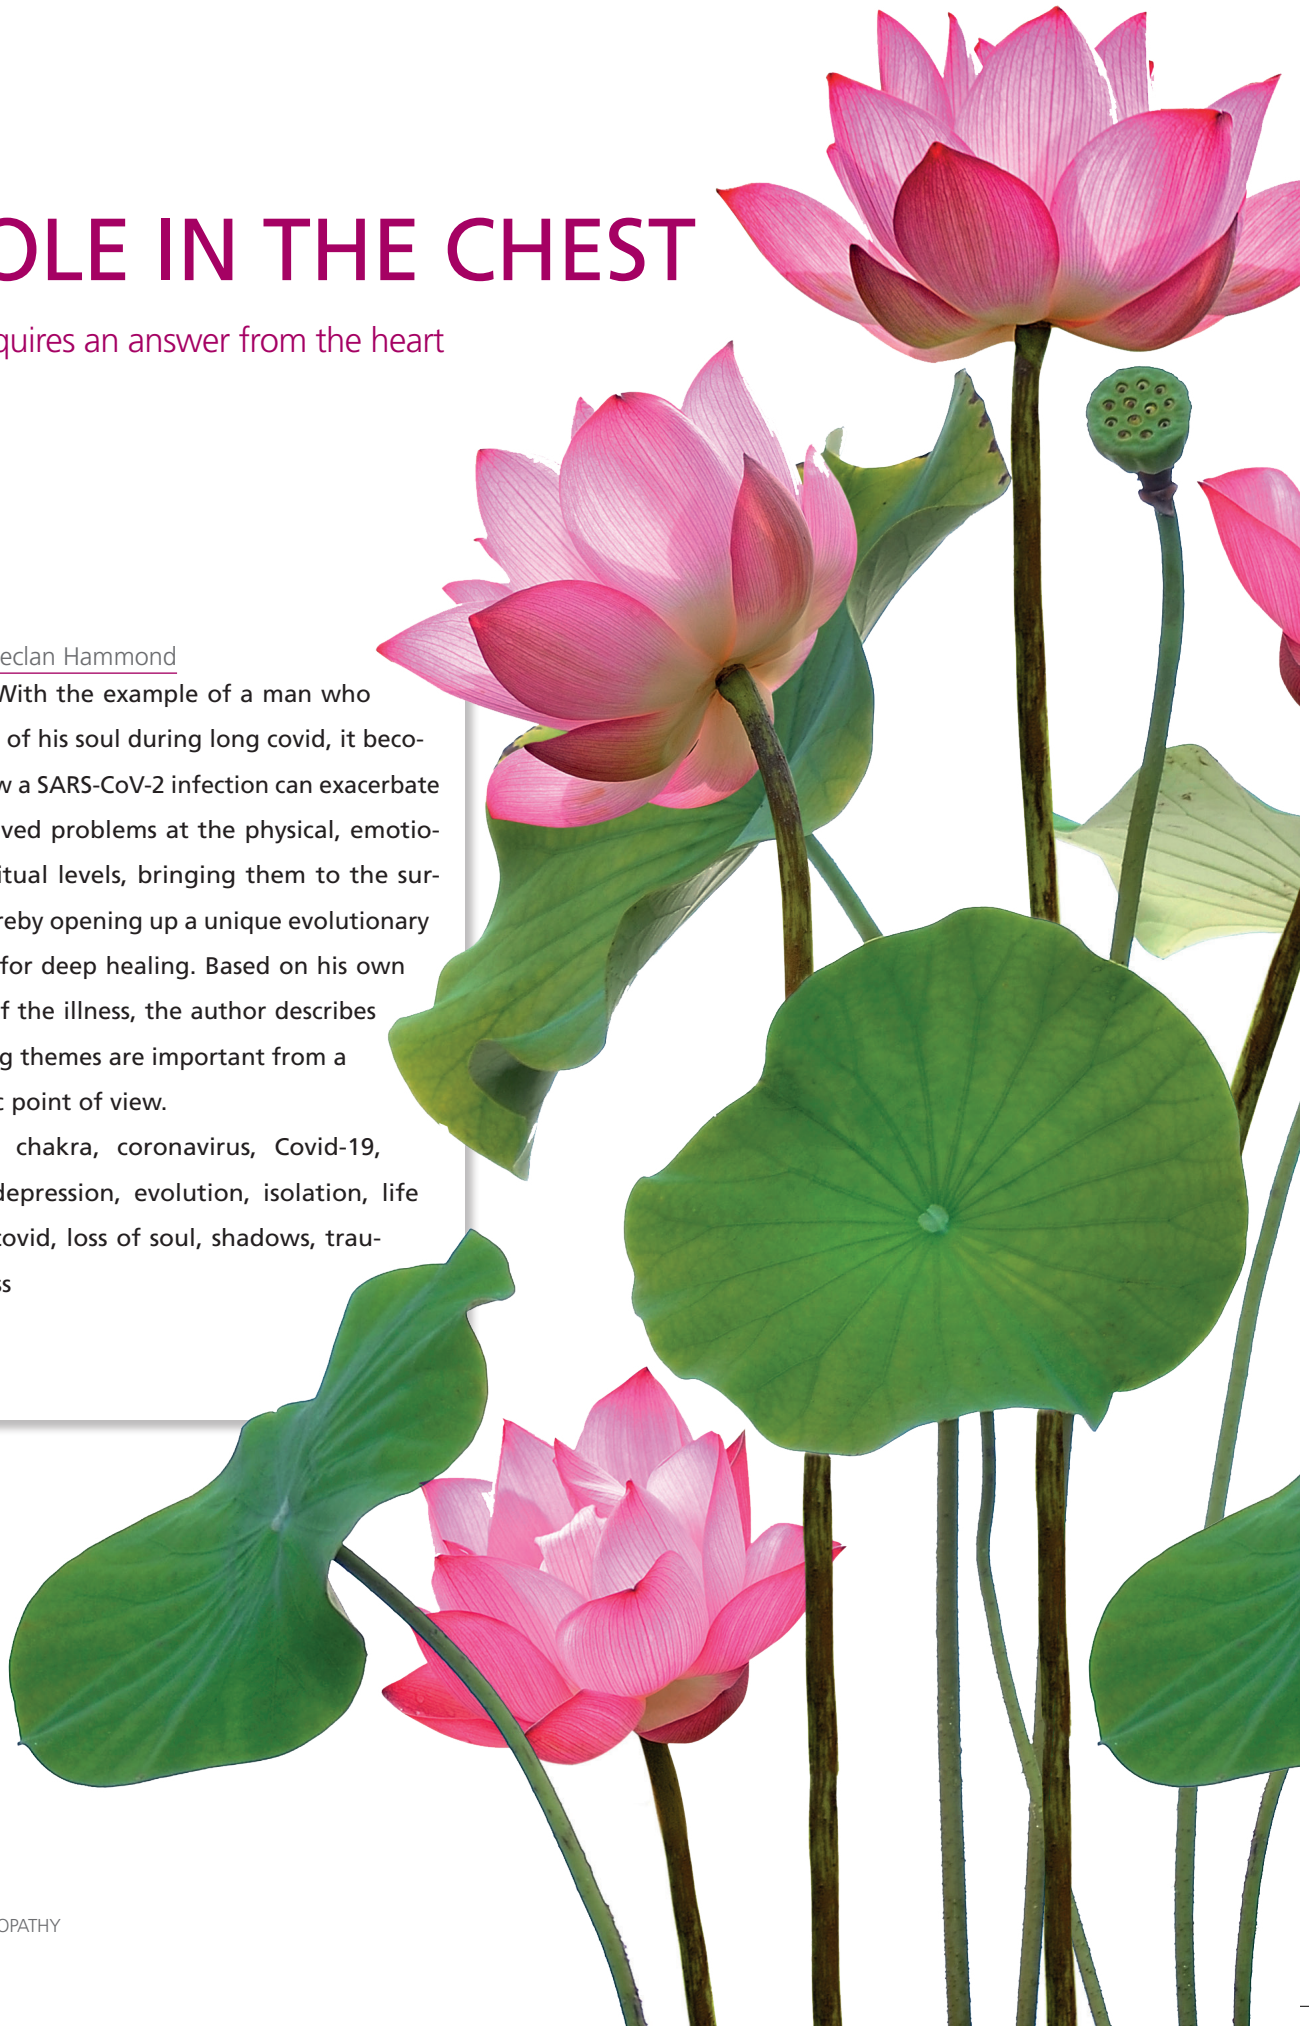 OLE IN THE CHEST
quires an answer from the heart
eclan Hammond
With the example of a man who
of his soul during long covid, it beco-
w a SARS-CoV-2 infection can exacerbate
ved problems at the physical, emotio-
itual levels, bringing them to the sur-
reby opening up a unique evolutionary
for deep healing. Based on his own
f the illness, the author describes
g themes are important from a
c point of view.
chakra, coronavirus, Covid-19,
depression, evolution, isolation, life
covid, loss of soul, shadows, trau-
ss
OPATHY